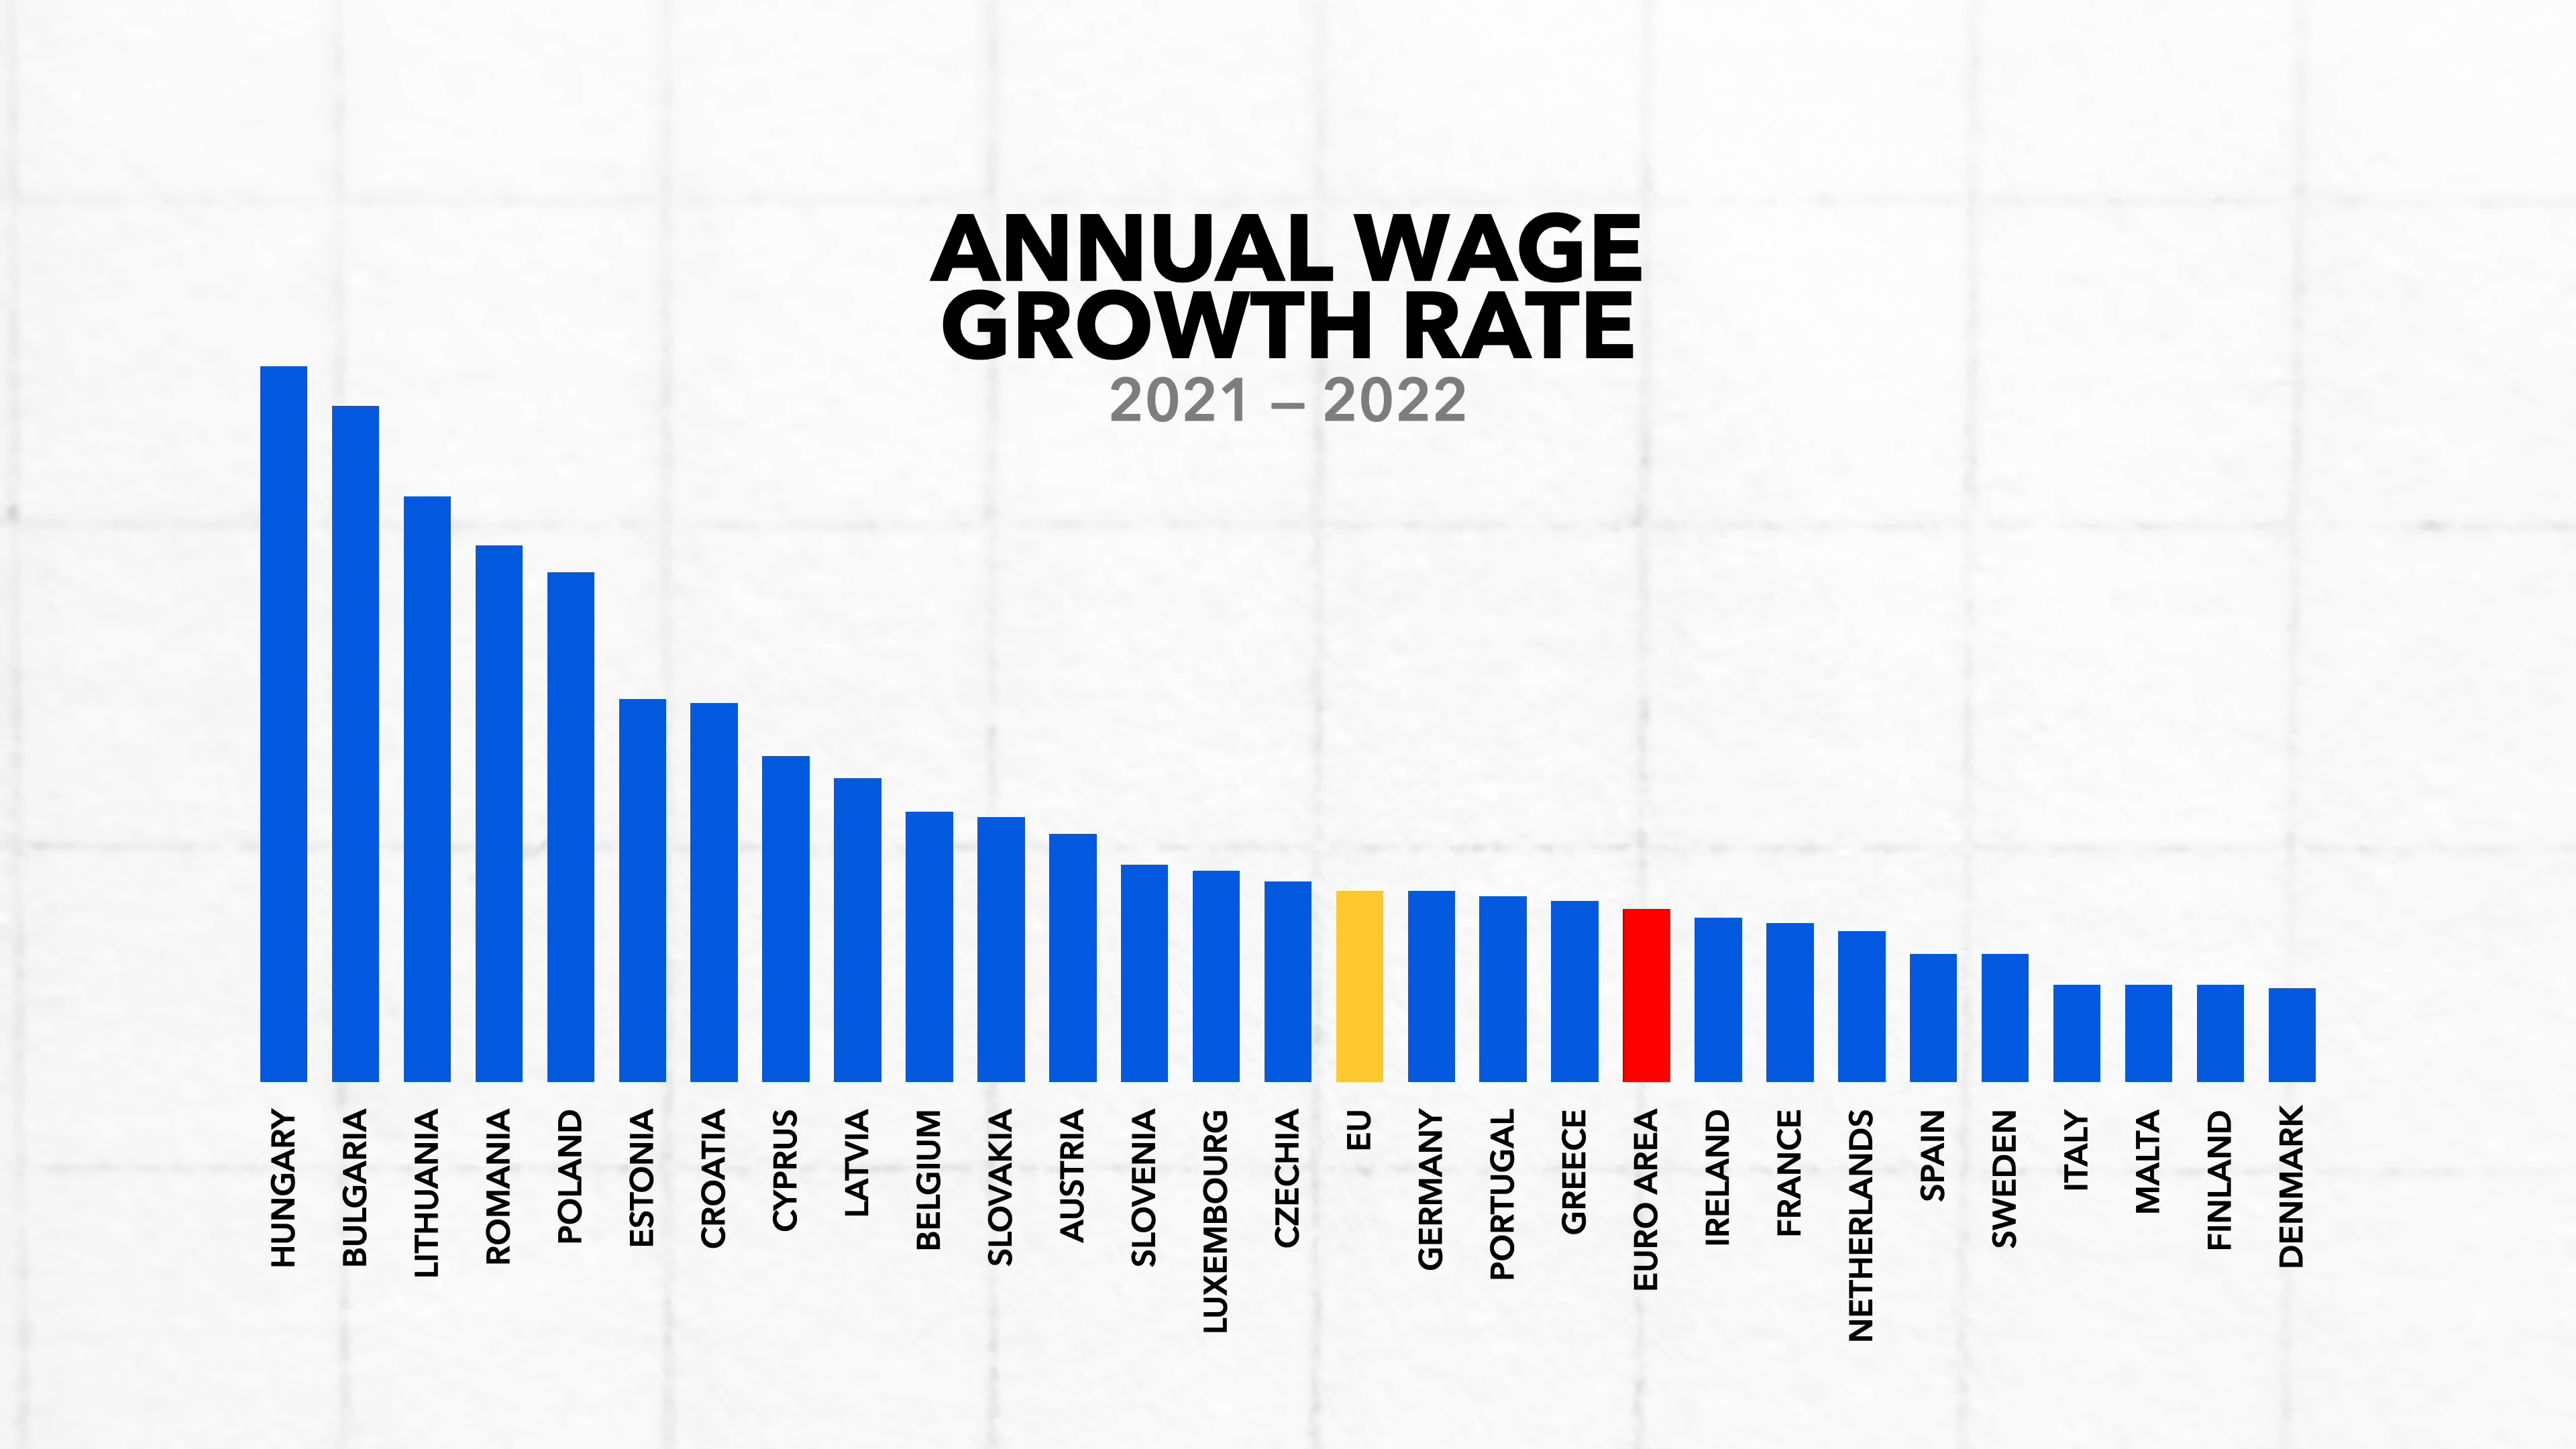 ANNUAL WAGE
GROWTH RATE
2021 – 2022
HUNGARY
BULGARIA
LITHUANIA
ROMANIA
POLAND
ESTONIA
CROATIA
CYPRUS
LATVIA
BELGIUM
SLOVAKIA
AUSTRIA
SLOVENIA
LUXEMBOURG
CZECHIA
EU
GERMANY
PORTUGAL
GREECE
EURO AREA
IRELAND
FRANCE
NETHERLANDS
SPAIN
SWEDEN
ITALY
MALTA
FINLAND
DENMARK